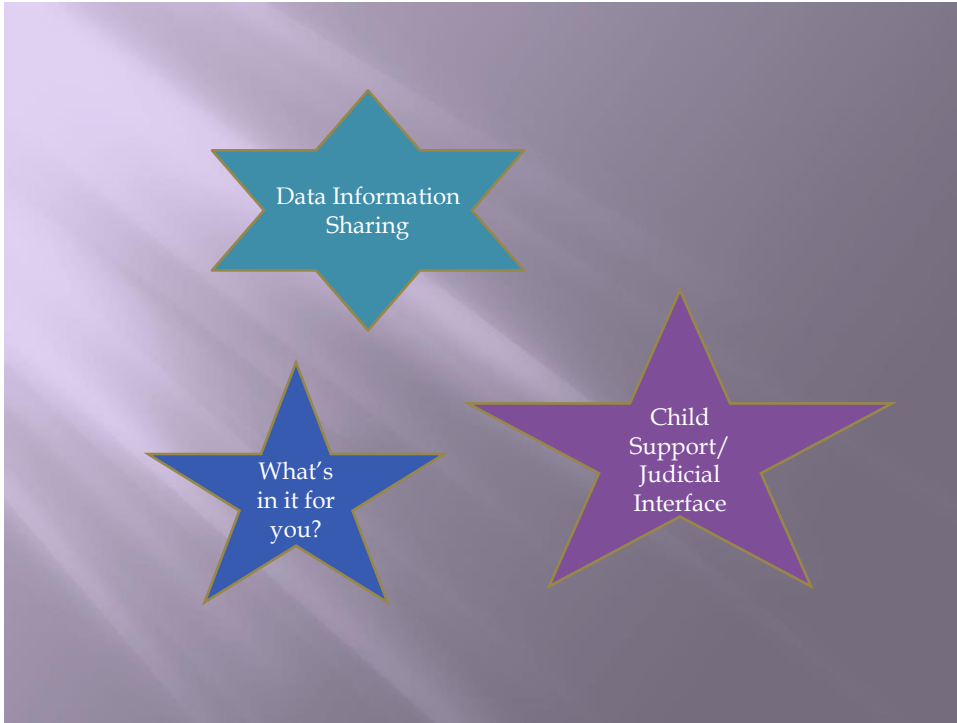 Data Information
Sharing
What’s
in it for
you?
Child
Support/
Judicial
Interface